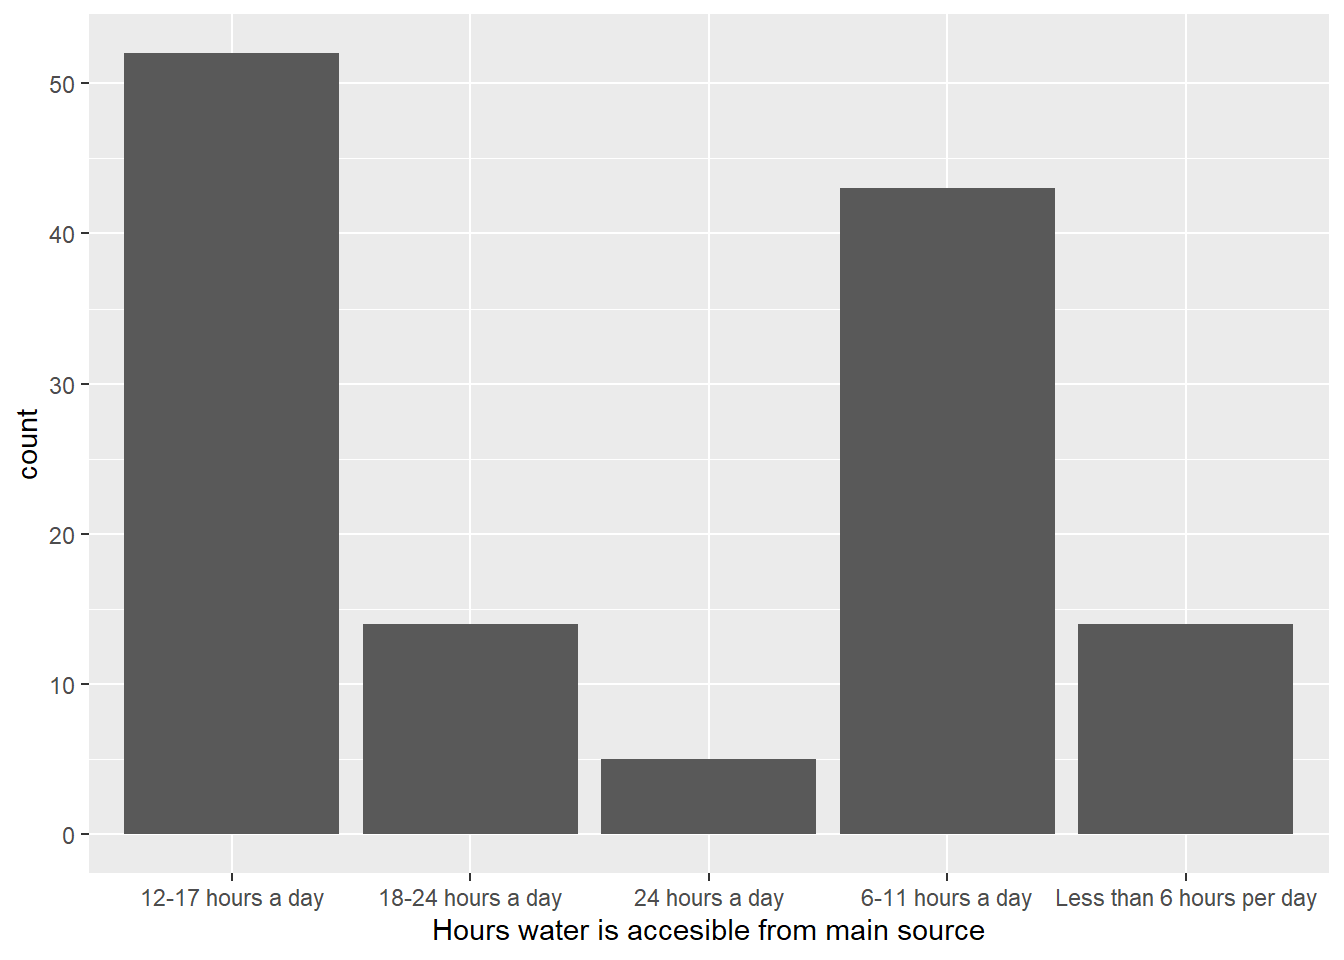 50
40
30
20
10
0
count
12-17 hours a day
18-24 hours a day
24 hours a day
6-11 hours a day
Less than 6 hours per day
Hours water is accesible from main source